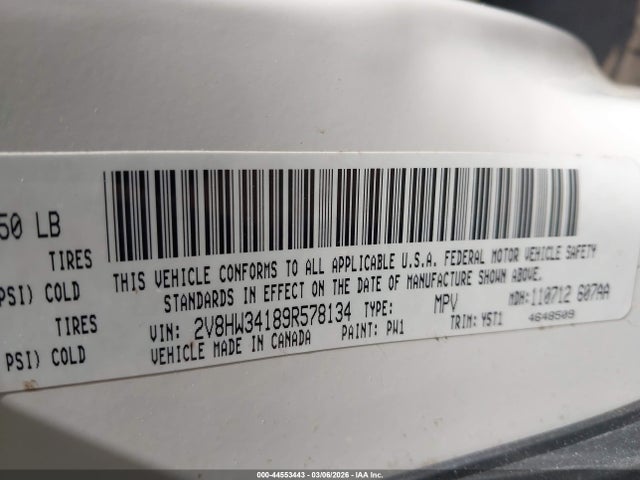 50 LB
TIRES
PSI) COLD
TIRES
PSI) COLD
THIS VEHICLE CONFORMS TO ALL APPLICABLE U.S.A. FEDERAL MOTOR VEHICLE SAFETY
STANDARDS IN EFFECT ON THE DATE OF MANUFACTURE SHOWN ABOVE.
VIN: 2V8HW34189R578134 TYPE: MPV MDH: 110712 607AA
VEHICLE MADE IN CANADA PAINT: PW1 TRIM: YST1 4648509
000-44553443 | 03/06/2026 | IAA Inc.